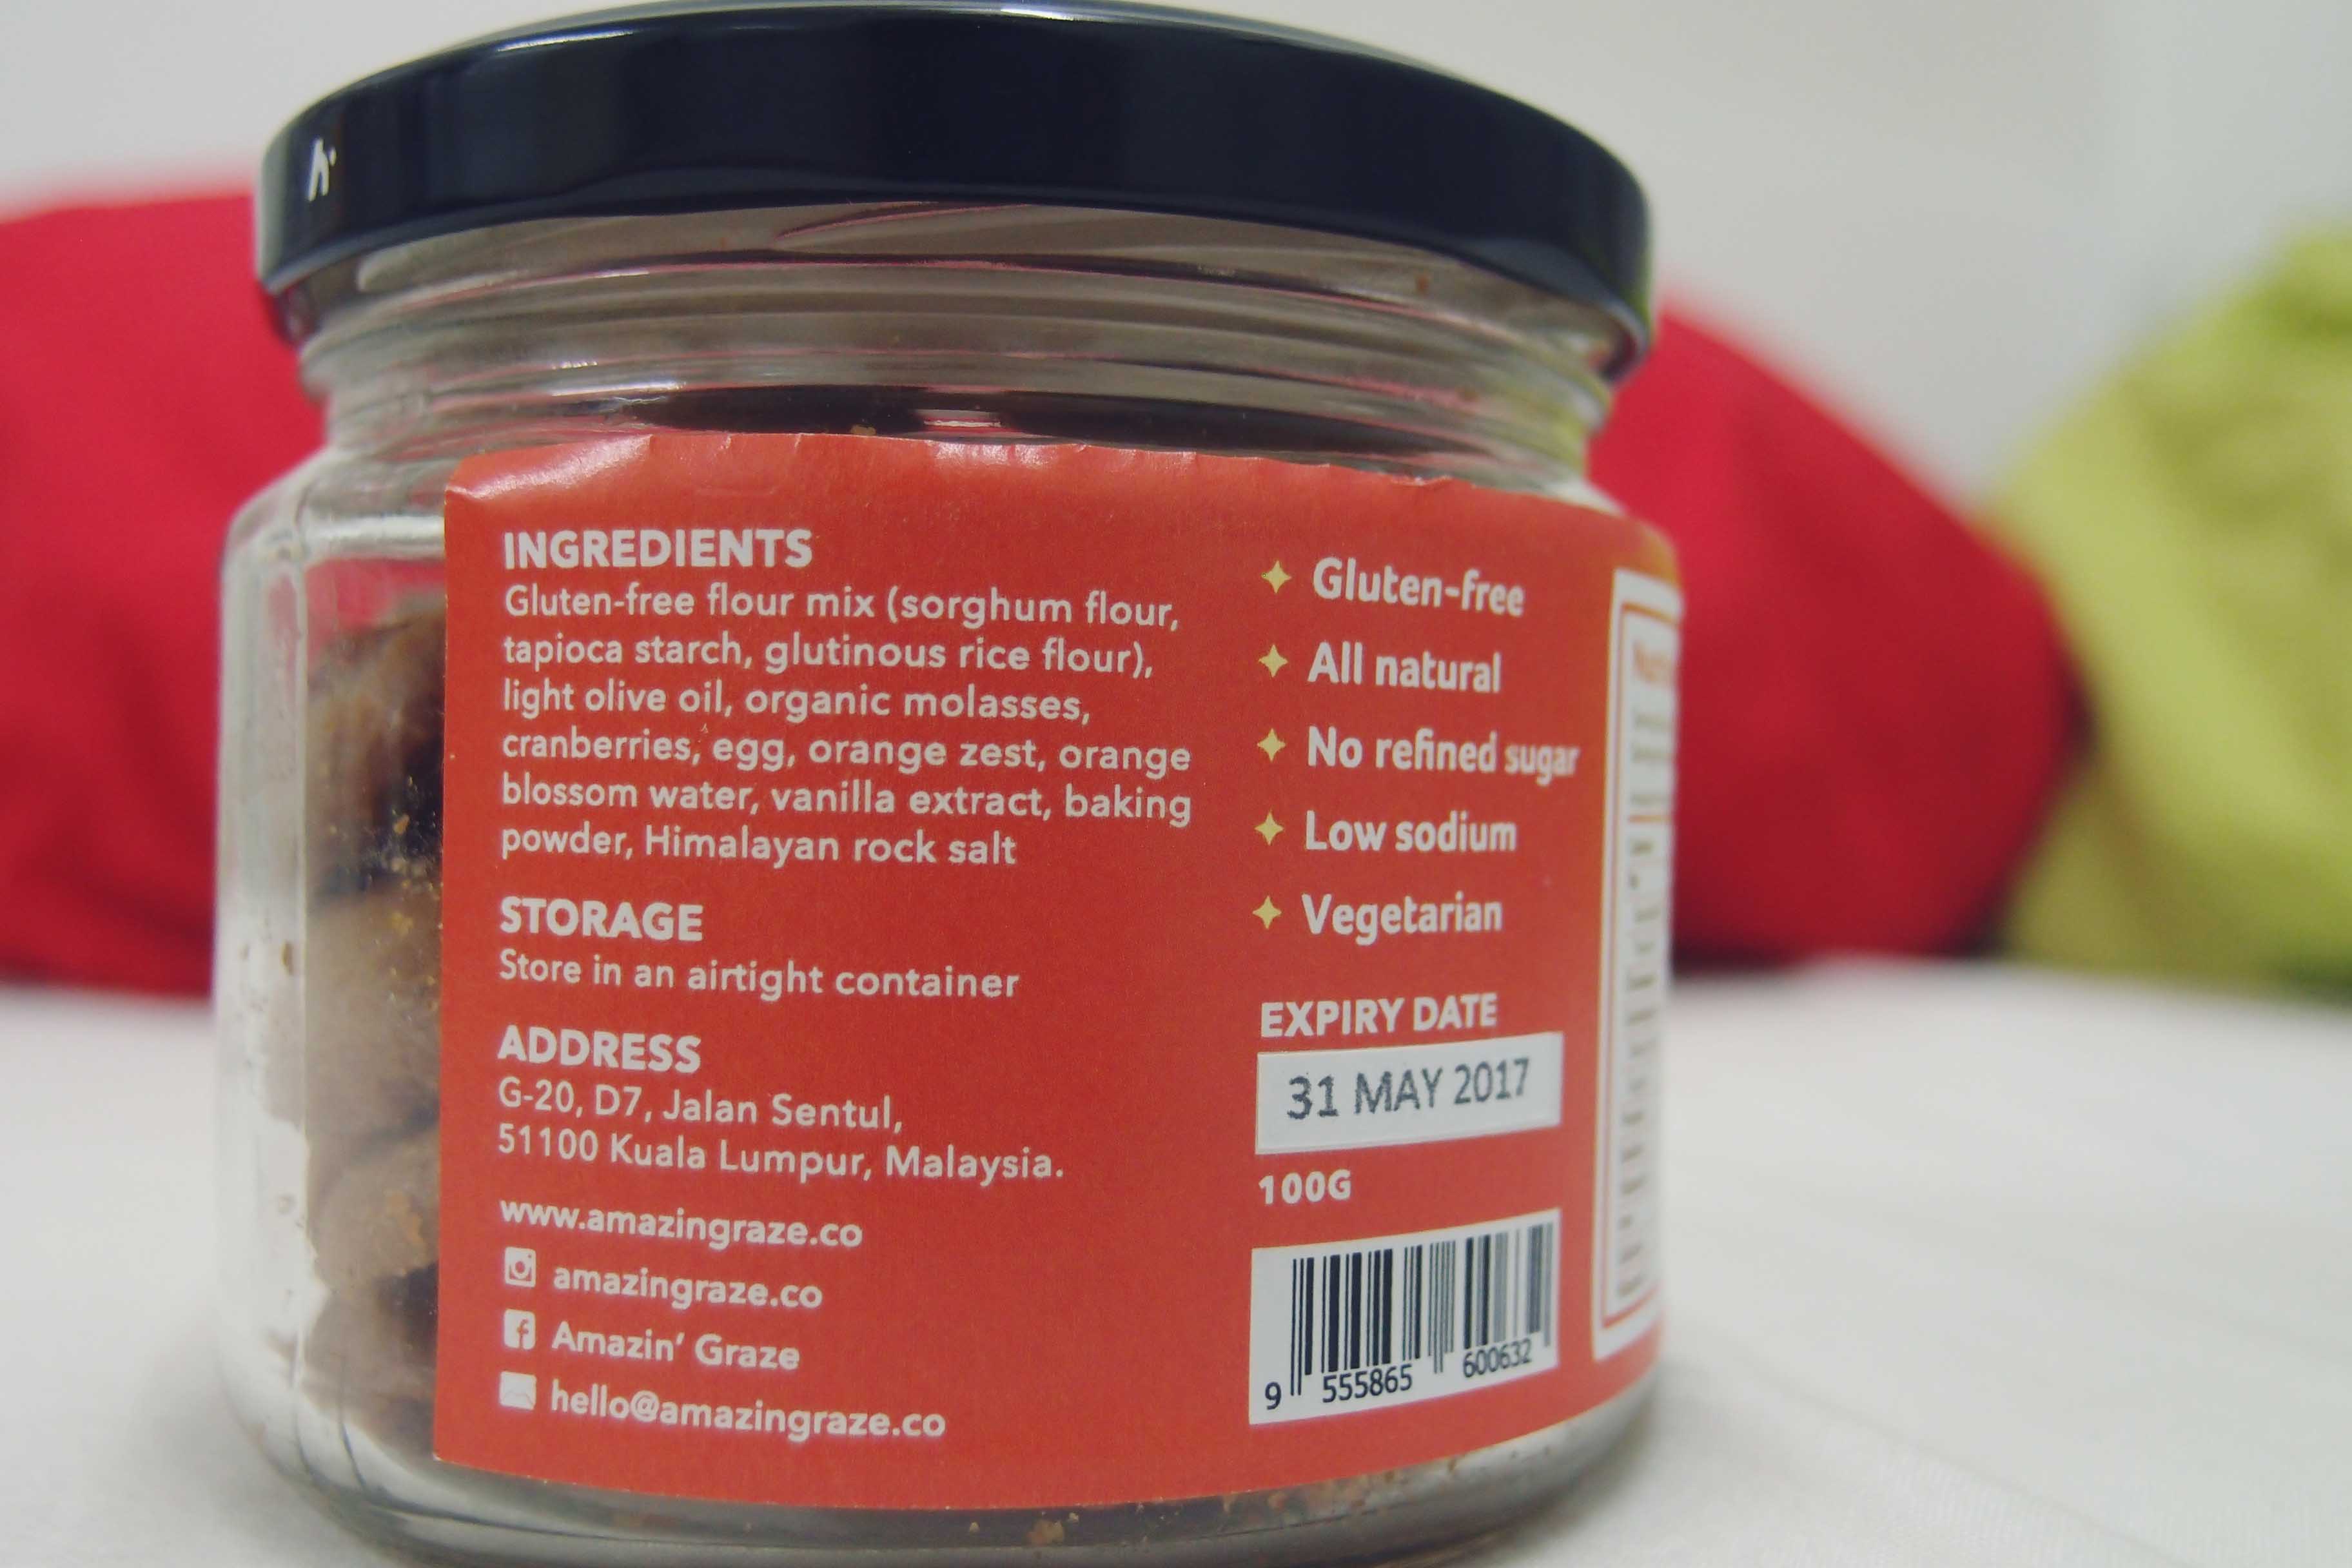 INGREDIENTS
Gluten-free flour mix (sorghum flour,
tapioca starch, glutinous rice flour),
light olive oil, organic molasses,
cranberries, egg, orange zest, orange
blossom water, vanilla extract, baking
powder, Himalayan rock salt
STORAGE
Store in an airtight container
ADDRESS
G-20, D7, Jalan Sentul,
51100 Kuala Lumpur, Malaysia.
www.amazingraze.co
amazingraze.co
Amazin' Graze
hello@amazingraze.co
Gluten-free
All natural
No refined sugar
Low sodium
Vegetarian
EXPIRY DATE
31 MAY 2017
100G
9 555865 600632